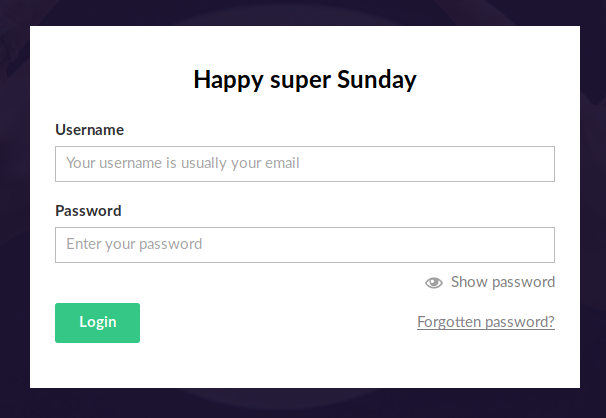 Happy super Sunday
Username
Your username is usually your email
Password
Enter your password
Show password
Login
Forgotten password?